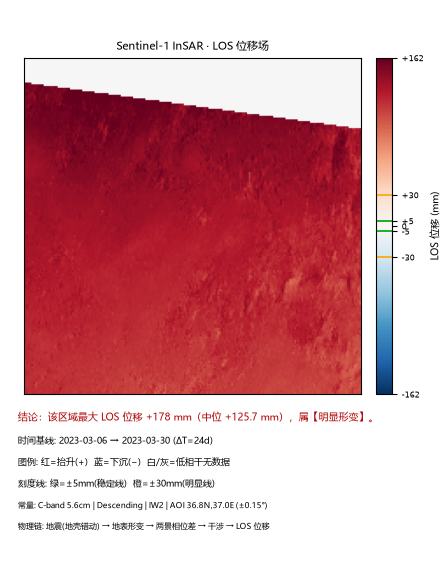 Sentinel-1 InSAR · LOS 位移场
+162
+30
+5
0
-5
-30
-162
LOS 位移 (mm)
结论：该区域最大 LOS 位移 +178 mm（中位 +125.7 mm），属【明显形变】。
时间基线: 2023-03-06 → 2023-03-30 (ΔT=24d)
图例: 红=抬升(+)  蓝=下沉(−)  白/灰=低相干无数据
刻度线: 绿=±5mm(稳定线)  橙=±30mm(明显线)
常量: C-band 5.6cm | Descending | IW2 | AOI 36.8N,37.0E (±0.15°)
物理链: 地震(地壳错动) → 地表形变 → 两景相位差 → 干涉 → LOS 位移